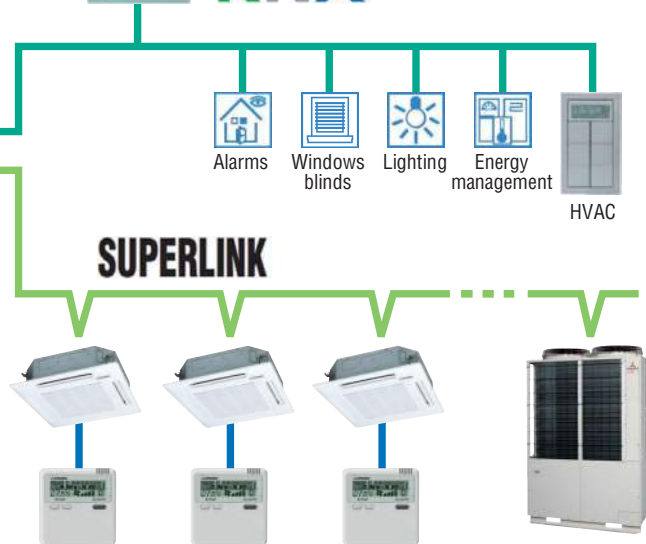 Alarms
Windows
blinds
Lighting
Energy
management
HVAC
SUPERLINK